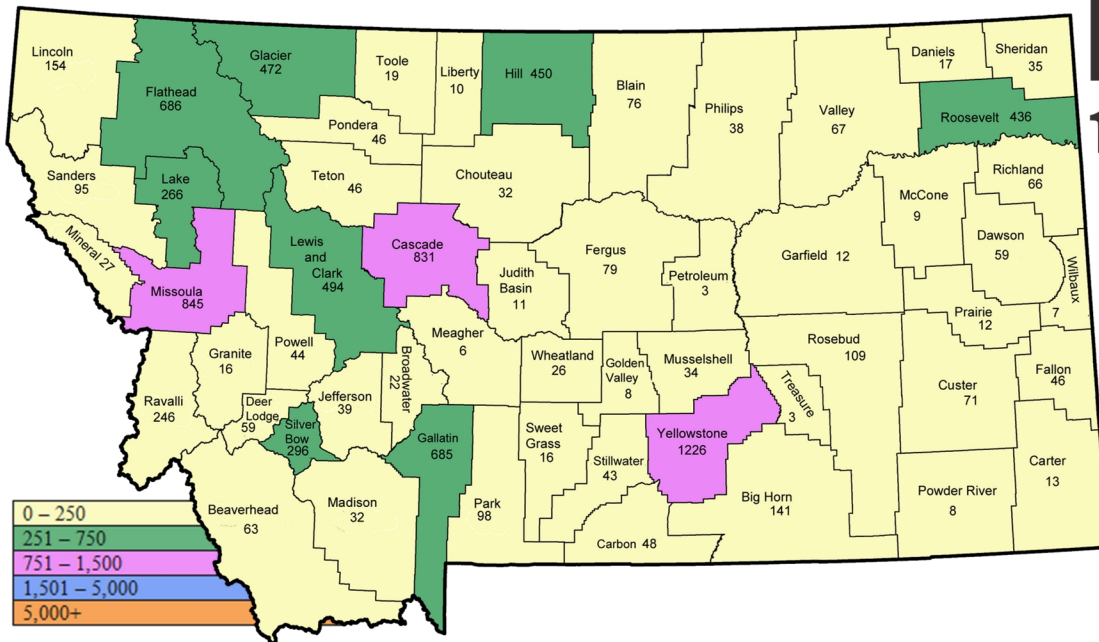 Lincoln
154
Flathead
686
Glacier
472
Toole
19
Liberty
10
Hill 450
Blain
76
Philips
38
Valley
67
Daniels
17
Sheridan
35
Roosevelt 436
Pondera
46
Sanders
95
Lake
266
Teton
46
Chouteau
32
McCone
9
Richland
66
Mineral 27
Missoula
845
Lewis
and
Clark
494
Cascade
831
Judith
Basin
11
Fergus
79
Petroleum
3
Garfield 12
Dawson
59
Wilbaux
7
Prairie
12
Granite
16
Powell
44
Meagher
6
Broadwater
22
Wheatland
26
Golden
Valley
8
Musselshell
34
Rosebud
109
Treasure
3
Custer
71
Fallon
46
Ravalli
246
Deer
Lodge
59
Silver
Bow
296
Jefferson
39
Gallatin
685
Sweet
Grass
16
Stillwater
43
Yellowstone
1226
Carter
13
Beaverhead
63
Madison
32
Park
98
Carbon 48
Big Horn
141
Powder River
8
0 – 250
251 – 750
751 – 1,500
1,501 – 5,000
5,000+